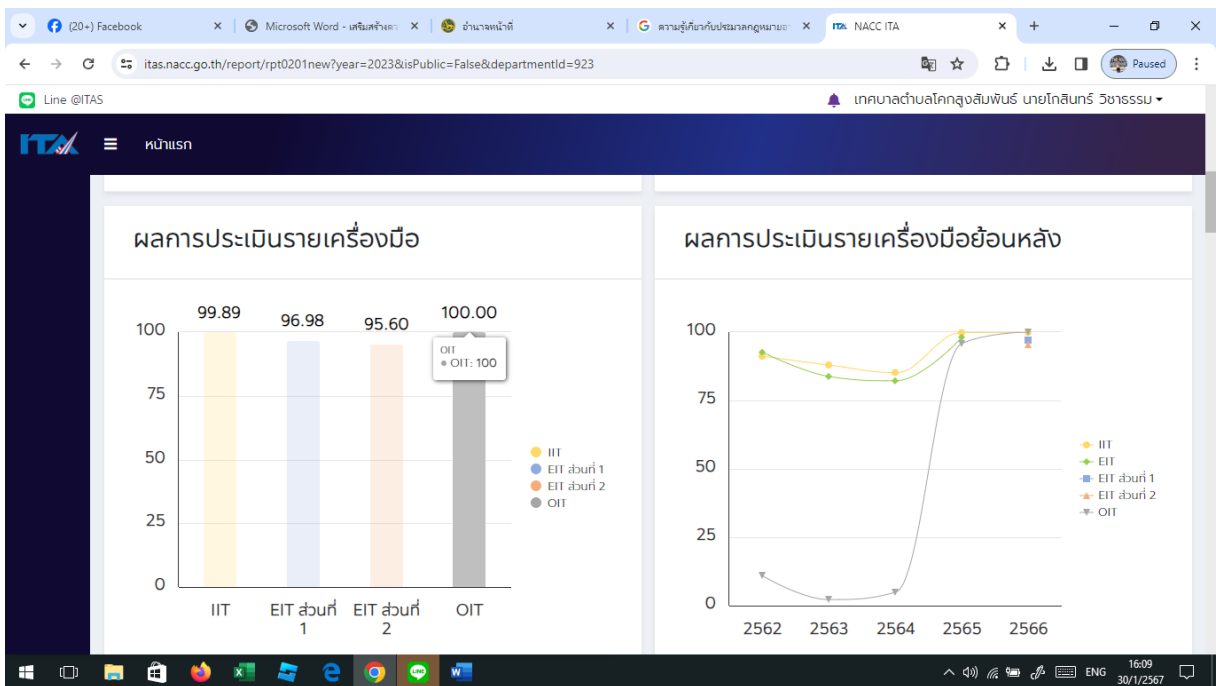 (20+) Facebook
Microsoft Word - เสริมสร้างคว
อำนาจหน้าที่
ความรู้เกี่ยวกับประมวลกฎหมายอา
NACC ITA
itas.nacc.go.th/report/rpt0201new?year=2023&isPublic=False&departmentId=923
Paused
Line @ITAS
เทศบาลตำบลโคกสูงสัมพันธ์ นายโกสินทร์ วิชาธรรม
ITA
หน้าแรก
ผลการประเมินรายเครื่องมือ
99.89
96.98
95.60
100.00
OIT
OIT: 100
100
75
50
25
0
IIT
EIT ส่วนที่ 1
EIT ส่วนที่ 2
OIT
IIT
EIT ส่วนที่
1
EIT ส่วนที่
2
OIT
ผลการประเมินรายเครื่องมือย้อนหลัง
100
75
50
25
0
2562
2563
2564
2565
2566
IIT
EIT
EIT ส่วนที่ 1
EIT ส่วนที่ 2
OIT
ENG
16:09
30/1/2567